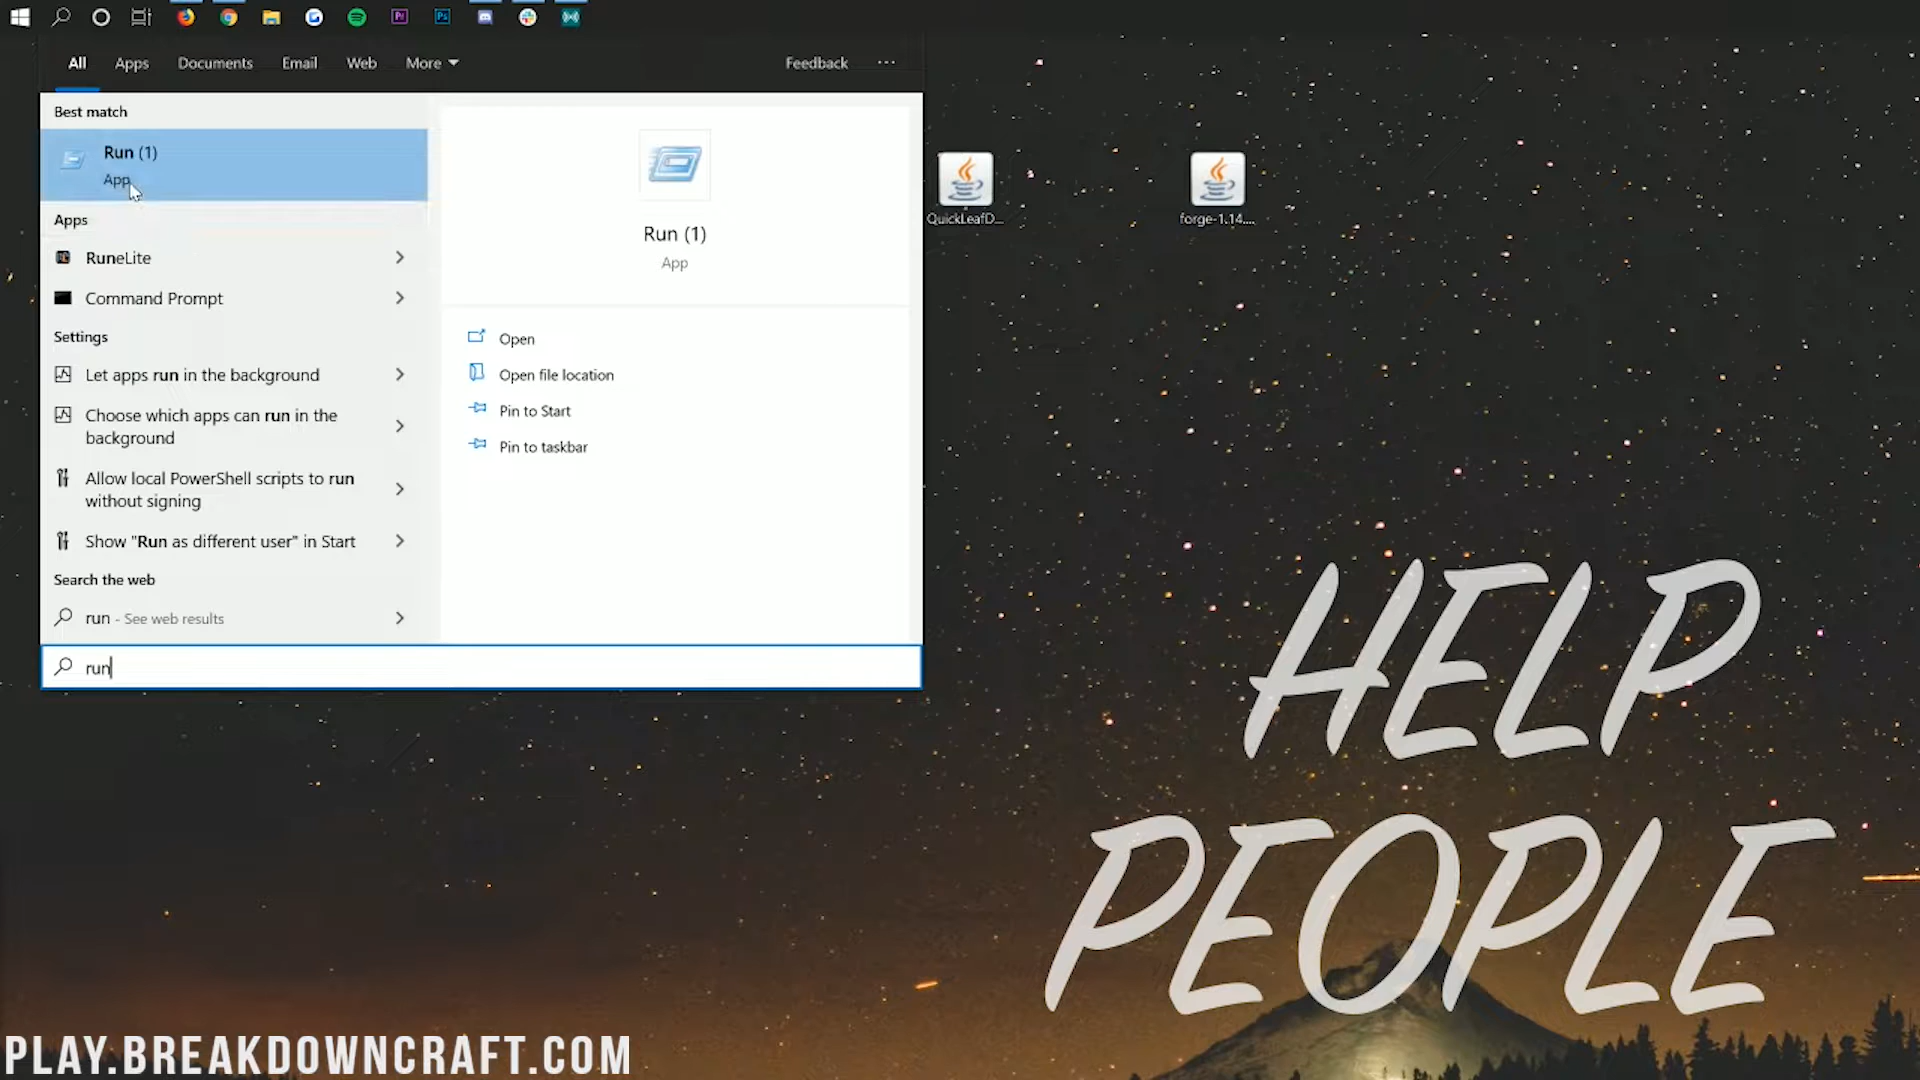 All
Apps
Documents
Email
Web
More
Feedback
Best match
Run (1)
App
Apps
RuneLite
Command Prompt
Settings
Let apps run in the background
Choose which apps can run in the
background
Allow local PowerShell scripts to run
without signing
Show "Run as different user" in Start
Search the web
run - See web results
run
Run (1)
App
Open
Open file location
Pin to Start
Pin to taskbar
QuickLeafD...
forge-1.14....
HELP
PEOPLE
PLAY.BREAKDOWNCRAFT.COM